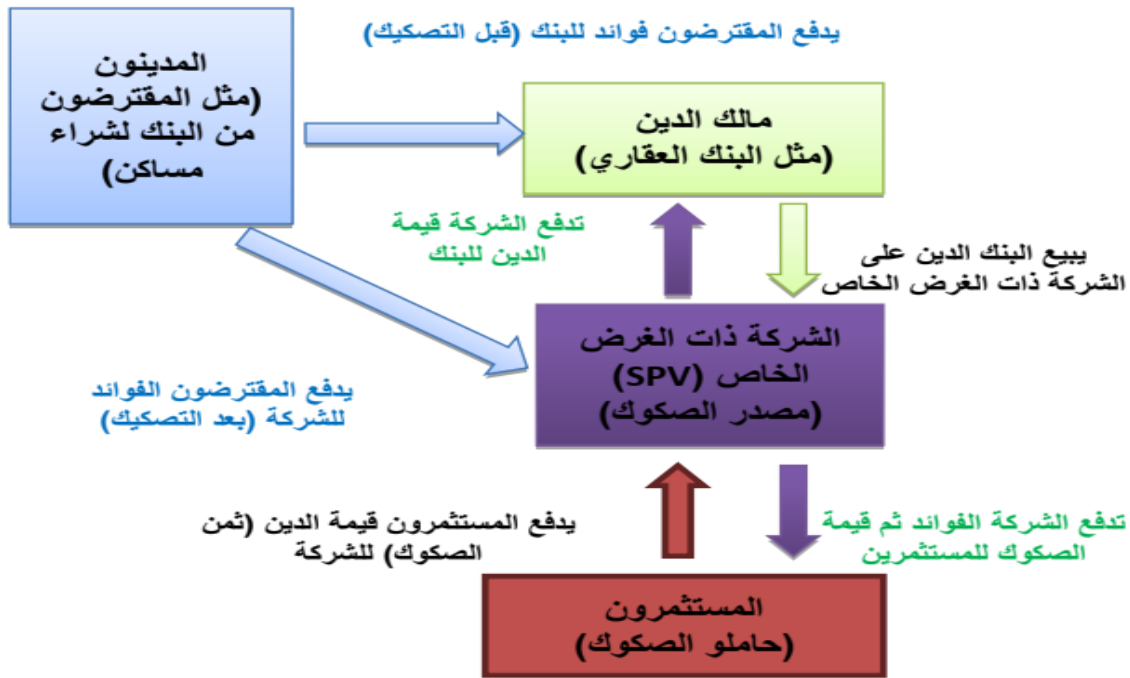 يدفع المقترضون فوائد للبنك (قبل التصكيك)
المدينون
(مثل المقترضون
من البنك لشراء
مساكن)
مالك الدين
(مثل البنك العقاري)
تدفع الشركة قيمة
الدين للبنك
يبيع البنك الدين على
الشركة ذات الغرض الخاص
الشركة ذات الغرض
الخاص (SPV)
(مصدر الصكوك)
يدفع المقترضون الفوائد
للشركة (بعد التصكيك)
يدفع المستثمرون قيمة الدين (ثمن
الصكوك) للشركة
تدفع الشركة الفوائد ثم قيمة
الصكوك للمستثمرين
المستثمرون
(حاملو الصكوك)